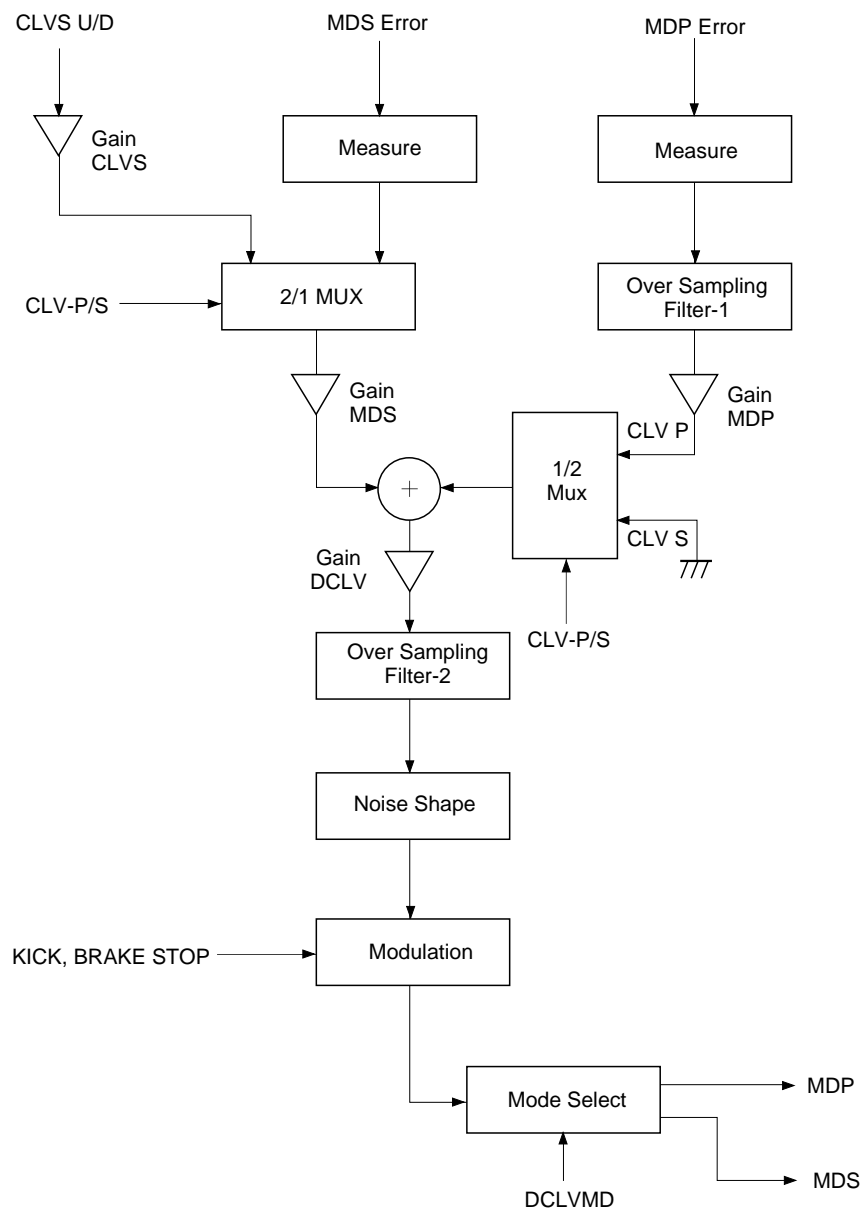 CLVS U/D
MDS Error
MDP Error
Gain
CLVS
Measure
Measure
CLV-P/S
2/1 MUX
Over Sampling
Filter-1
Gain
MDS
Gain
MDP
CLV P
1/2
Mux
+
CLV S
Gain
DCLV
CLV-P/S
Over Sampling
Filter-2
Noise Shape
KICK, BRAKE STOP
Modulation
Mode Select
MDP
MDS
DCLVMD